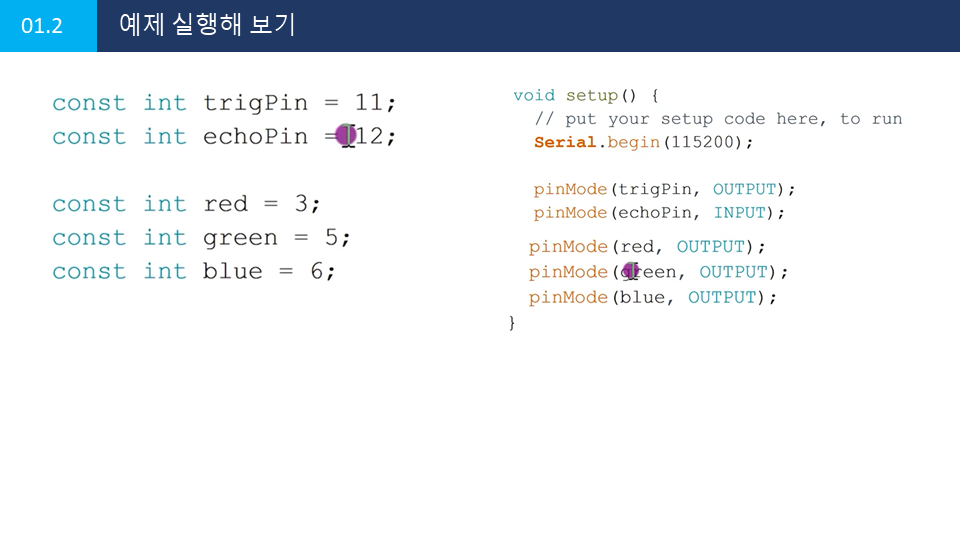 01.2
예제 실행해 보기
const int trigPin = 11;
const int echoPin = 12;
const int red = 3;
const int green = 5;
const int blue = 6;
void setup() {
// put your setup code here, to run
Serial.begin(115200);
pinMode(trigPin, OUTPUT);
pinMode(echoPin, INPUT);
pinMode(red, OUTPUT);
pinMode(green, OUTPUT);
pinMode(blue, OUTPUT);
}